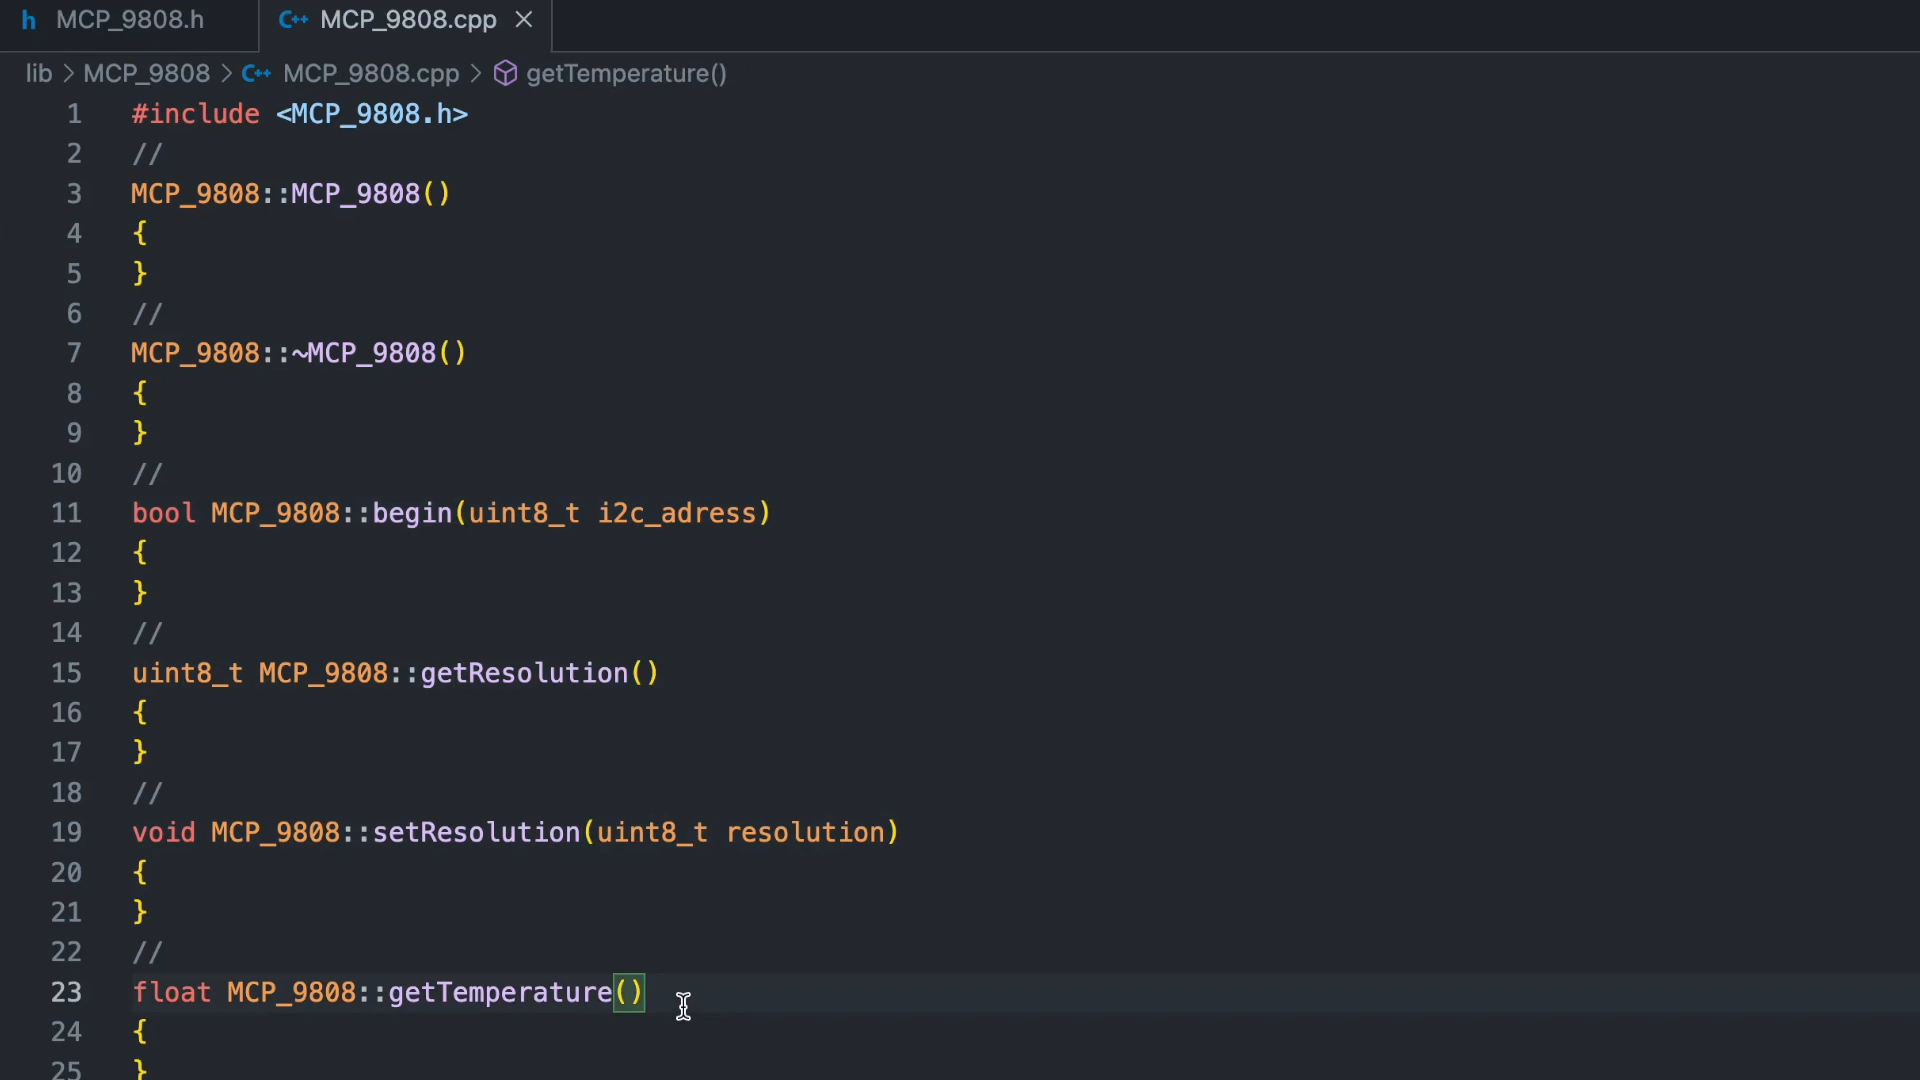 h MCP_9808.h C++ MCP_9808.cpp ×
lib > MCP_9808 > C++ MCP_9808.cpp > getTemperature()
1 #include <MCP_9808.h>
2 //
3 MCP_9808::MCP_9808()
4 {
5 }
6 //
7 MCP_9808::~MCP_9808()
8 {
9 }
10 //
11 bool MCP_9808::begin(uint8_t i2c_adress)
12 {
13 }
14 //
15 uint8_t MCP_9808::getResolution()
16 {
17 }
18 //
19 void MCP_9808::setResolution(uint8_t resolution)
20 {
21 }
22 //
23 float MCP_9808::getTemperature()
24 {
25 }